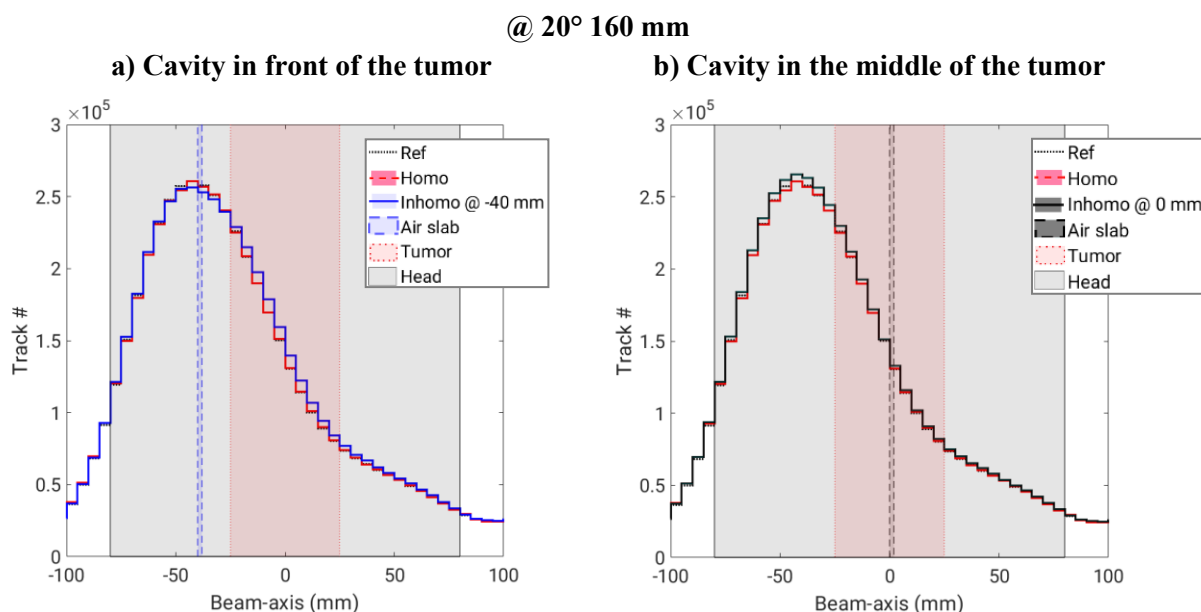 @ 20° 160 mm
a) Cavity in front of the tumor
b) Cavity in the middle of the tumor
×10⁵
3
2.5
2
1.5
1
0.5
0
Track #
-100
-50
0
50
100
Beam-axis (mm)
Ref
Homo
Inhomo @ -40 mm
Air slab
Tumor
Head
×10⁵
3
2.5
2
1.5
1
0.5
0
Track #
-100
-50
0
50
100
Beam-axis (mm)
Ref
Homo
Inhomo @ 0 mm
Air slab
Tumor
Head